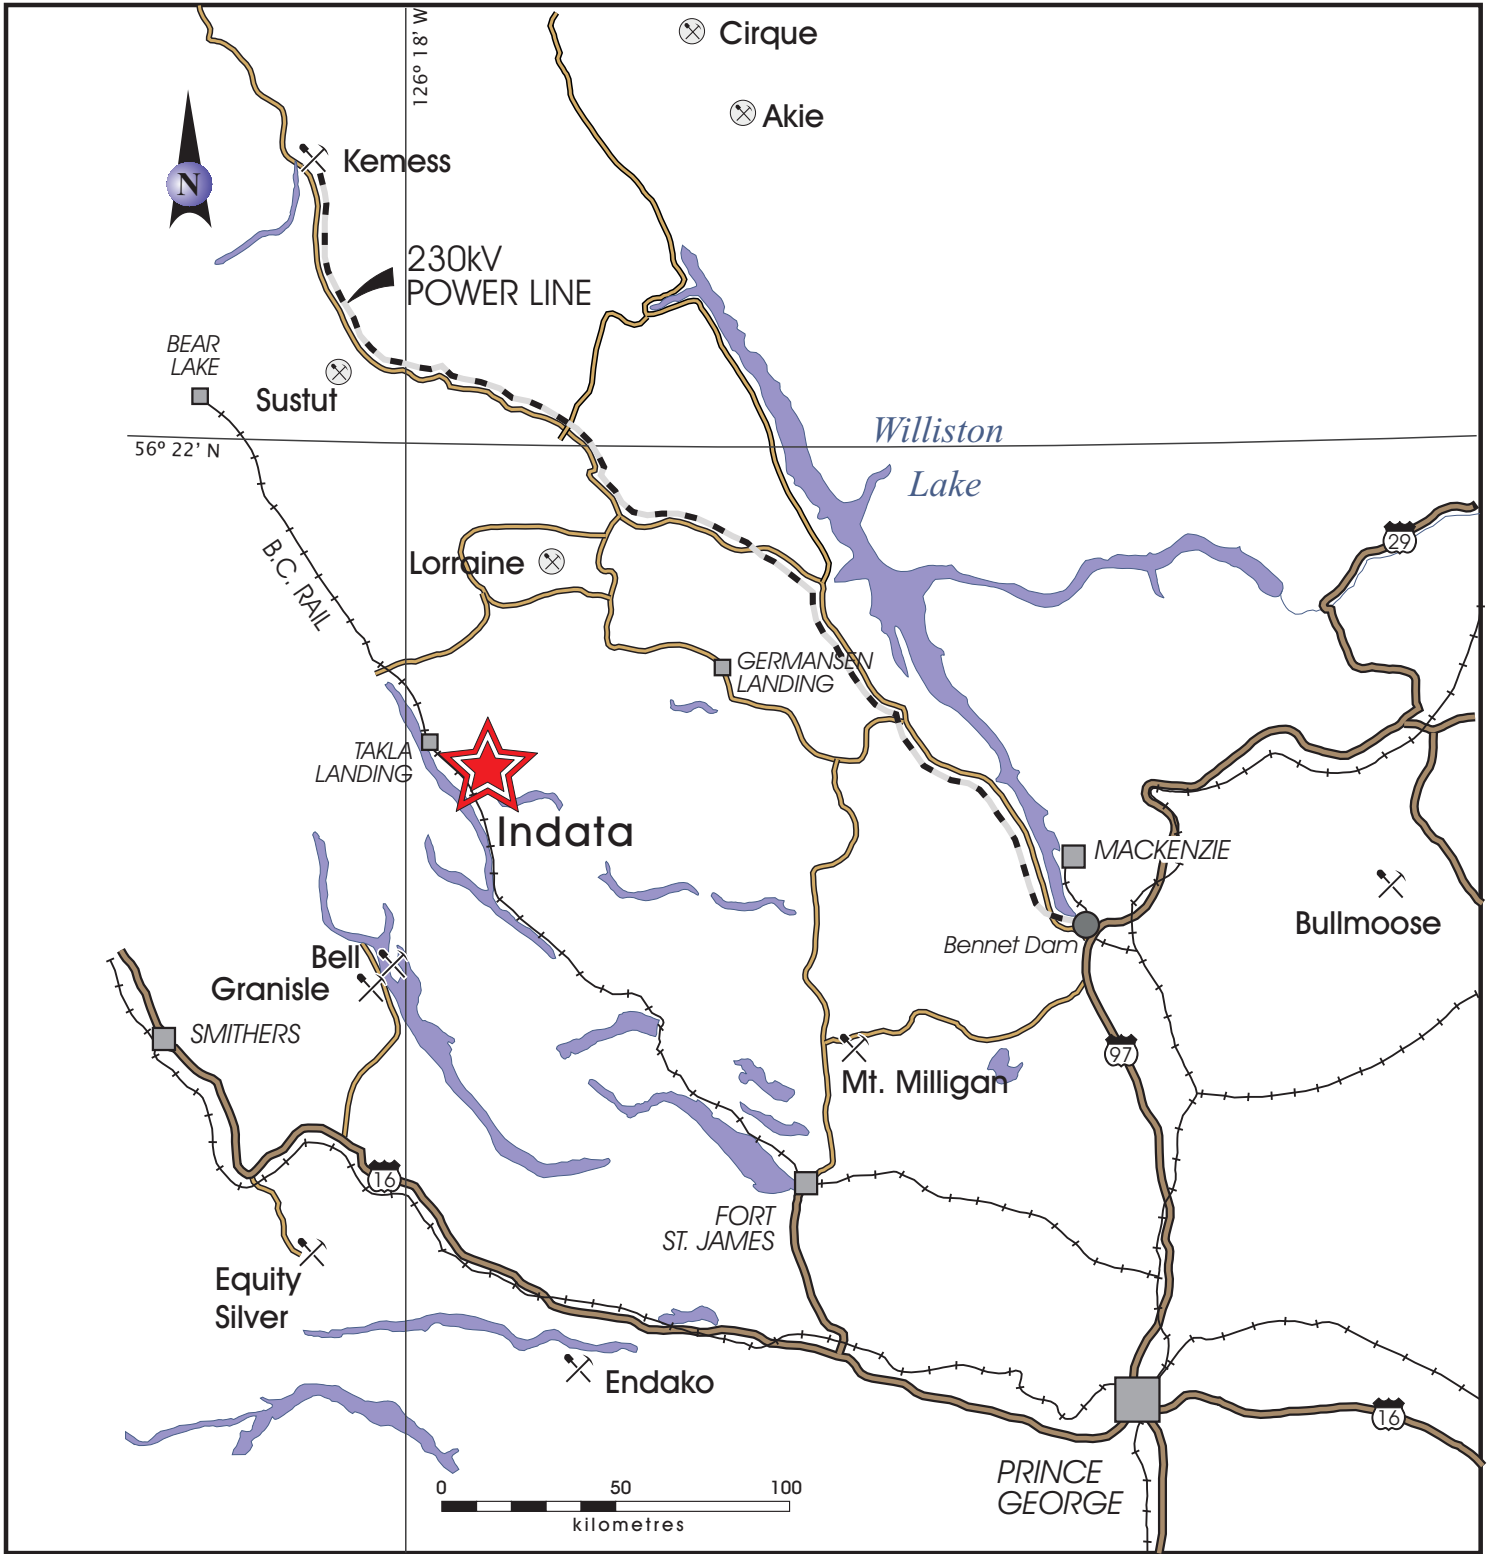 Cirque
126º 18' W
Akie
Kemess
N
230kV
POWER LINE
BEAR
LAKE
Sustut
Williston
56º 22' N
Lake
29
B.C. RAIL
Lorraine
GERMANSEN
LANDING
TAKLA
LANDING
Indata
MACKENZIE
Bullmoose
Bennet Dam
Bell
Granisle
SMITHERS
97
Mt. Milligan
16
FORT
ST. JAMES
Equity
Silver
Endako
16
PRINCE
GEORGE
0 50 100
kilometres